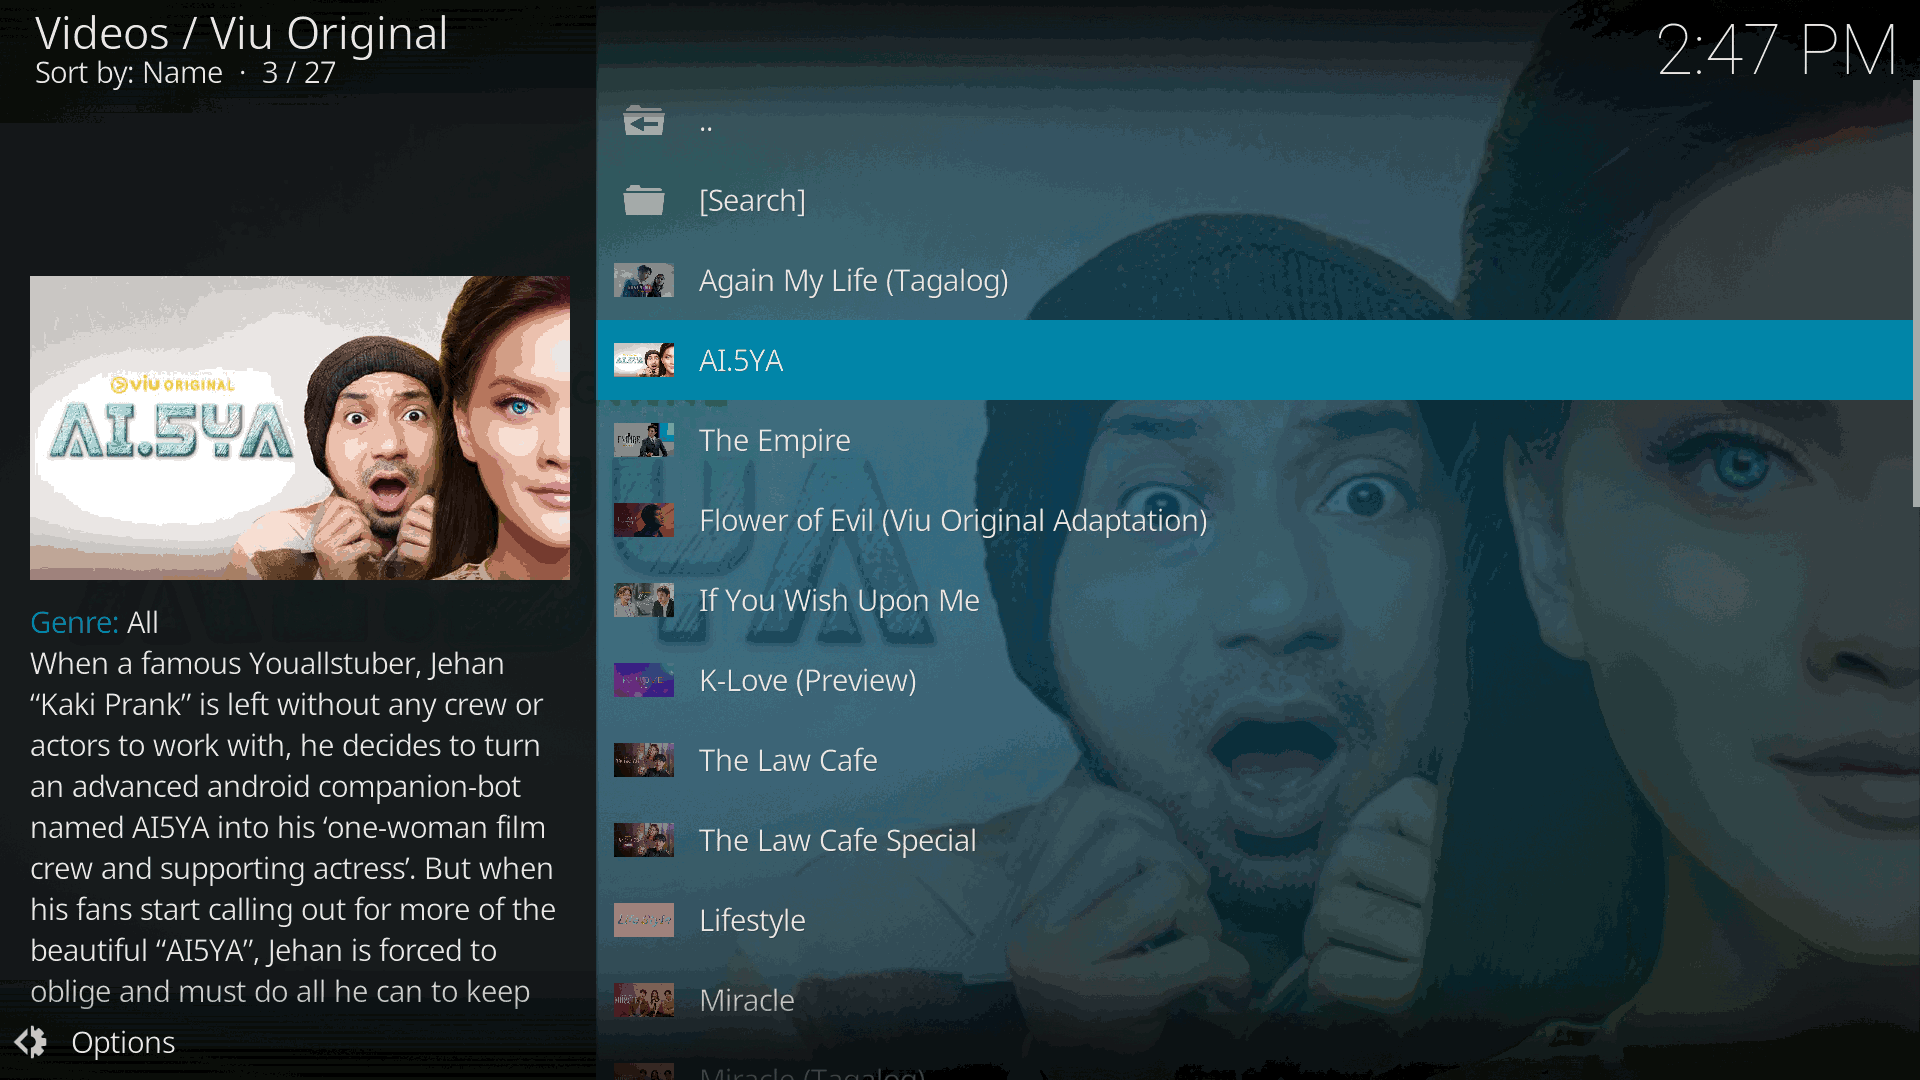 Videos / Viu Original
Sort by: Name · 3 / 27
2:47 PM
..
[Search]
Again My Life (Tagalog)
AI.5YA
The Empire
Flower of Evil (Viu Original Adaptation)
If You Wish Upon Me
K-Love (Preview)
The Law Cafe
The Law Cafe Special
Lifestyle
Miracle
Miracle (Tagalog)
viu ORIGINAL
AI.5YA
Genre: All
When a famous Youallstuber, Jehan
“Kaki Prank” is left without any crew or
actors to work with, he decides to turn
an advanced android companion-bot
named AI5YA into his ‘one-woman film
crew and supporting actress’. But when
his fans start calling out for more of the
beautiful “AI5YA”, Jehan is forced to
oblige and must do all he can to keep
Options